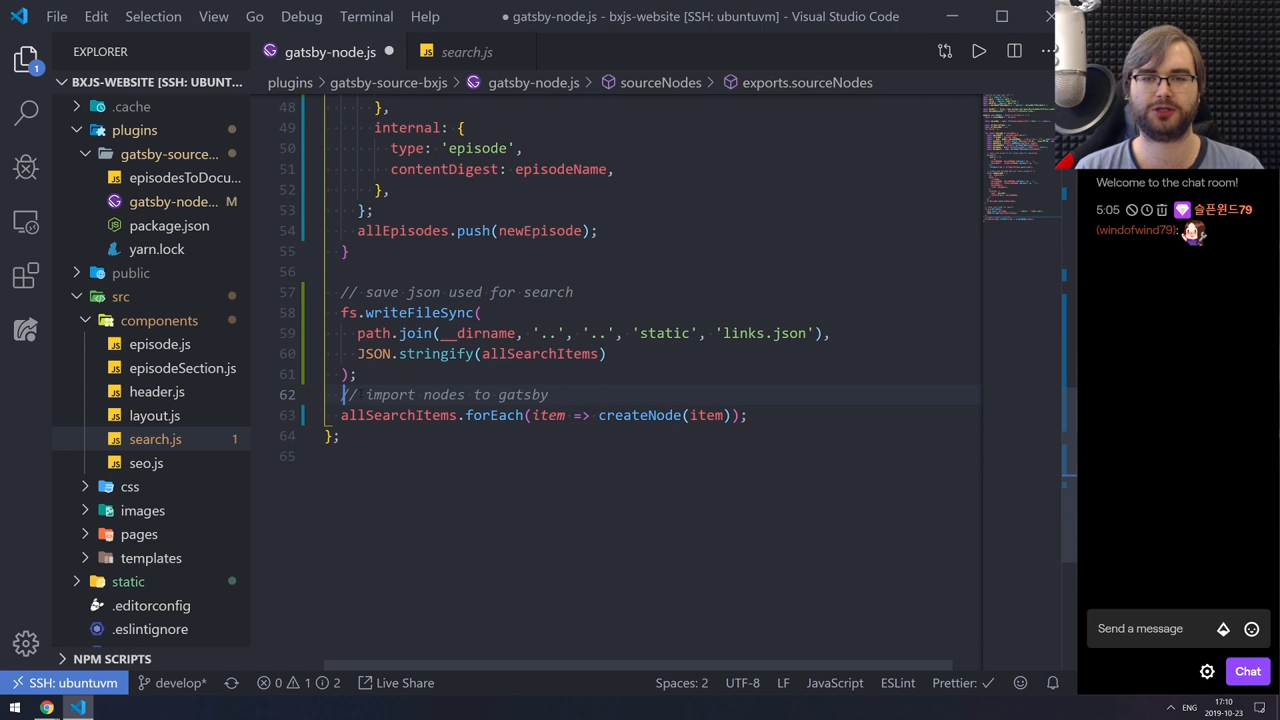 File Edit Selection View Go Debug Terminal Help
● gatsby-node.js - bxjs-website [SSH: ubuntuvm] - Visual Studio Code
EXPLORER
gatsby-node.js ●
search.js
1
BXJS-WEBSITE [SSH: UBUNT...
plugins › gatsby-source-bxjs › gatsby-node.js › sourceNodes › exports.sourceNodes
.cache
plugins
gatsby-source...
episodesToDocu...
gatsby-node... M
package.json
yarn.lock
public
src
components
episode.js
episodeSection.js
header.js
layout.js
search.js 1
seo.js
css
images
pages
templates
static
.editorconfig
.eslintignore
NPM SCRIPTS
48 },
49 internal: {
50 type: 'episode',
51 contentDigest: episodeName,
52 },
53 };
54 allEpisodes.push(newEpisode);
55 }
56
57 // save json used for search
58 fs.writeFileSync(
59 path.join(__dirname, '..', '..', 'static', 'links.json'),
60 JSON.stringify(allSearchItems)
61 );
62 // import nodes to gatsby
63 allSearchItems.forEach(item => createNode(item));
64 };
65
Welcome to the chat room!
5:05 슬픈윈드79
(windofwind79):
Send a message
Chat
SSH: ubuntuvm develop* 0 1 2 Live Share Spaces: 2 UTF-8 LF JavaScript ESLint Prettier: ✓
ENG
17:10
2019-10-23